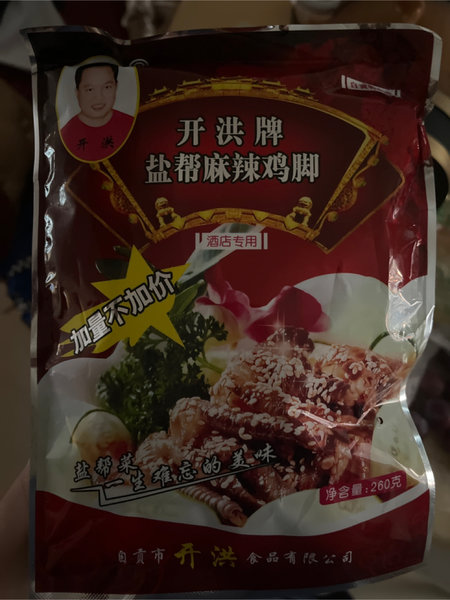 开洪
开洪牌
盐帮麻辣鸡脚
酒店专用
加量不加价
盐帮菜
一生难忘的美味
净含量:260克
自贡市 开洪 食品有限公司